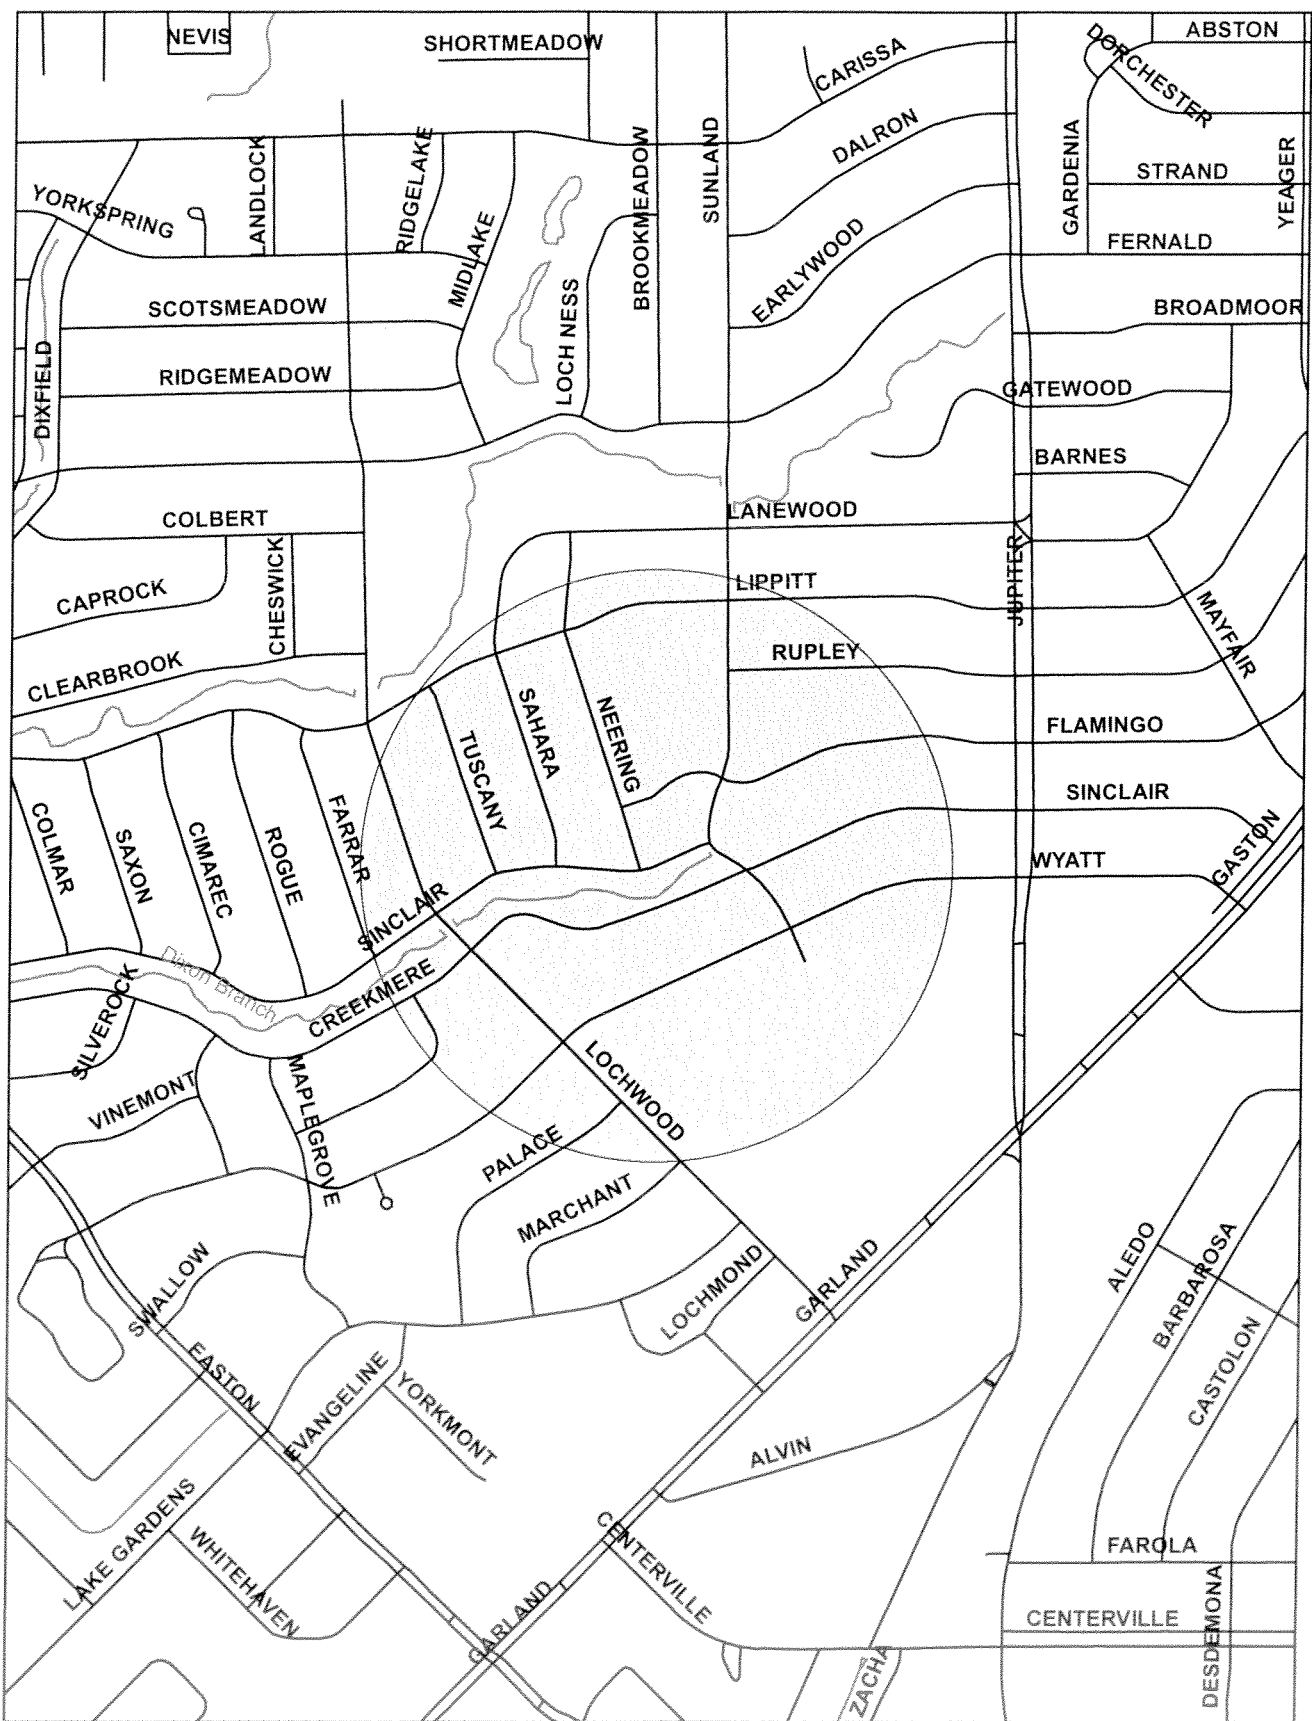 NEVIS
SHORTMEADOW
CARISSA
ABSTON
DORCHESTER
DALRON
GARDENIA
STRAND
YEAGER
LANDLOCK
RIDGELAKE
BROOKMEADOW
SUNLAND
YORKSPRING
MIDLAKE
FERNALD
EARLYWOOD
SCOTSMEADOW
LOCH NESS
BROADMOOR
DIXFIELD
RIDGEMEADOW
GATEWOOD
BARNES
COLBERT
LANEWOOD
JUPITER
CAPROCK
CHESWICK
LIPPITT
MAYFAIR
CLEARBROOK
RUPLEY
SAHARA
NEERING
TUSCANY
FLAMINGO
SINCLAIR
COLMAR
SAXON
CIMAREC
ROGUE
FARRAR
GASTON
WYATT
SINCLAIR
Dixon Branch
SILVEROCK
CREEKMERE
VINEMONT
MAPLEGROVE
LOCHWOOD
PALACE
MARCHANT
SWALLOW
LOCHMOND
GARLAND
ALEDO
BARBAROSA
CASTOLON
EASTON
EVANGELINE
YORKMONT
ALVIN
LAKE GARDENS
WHITEHAVEN
CENTERVILLE
FAROLA
GARLAND
CENTERVILLE
DESDEMONA
ZACHA